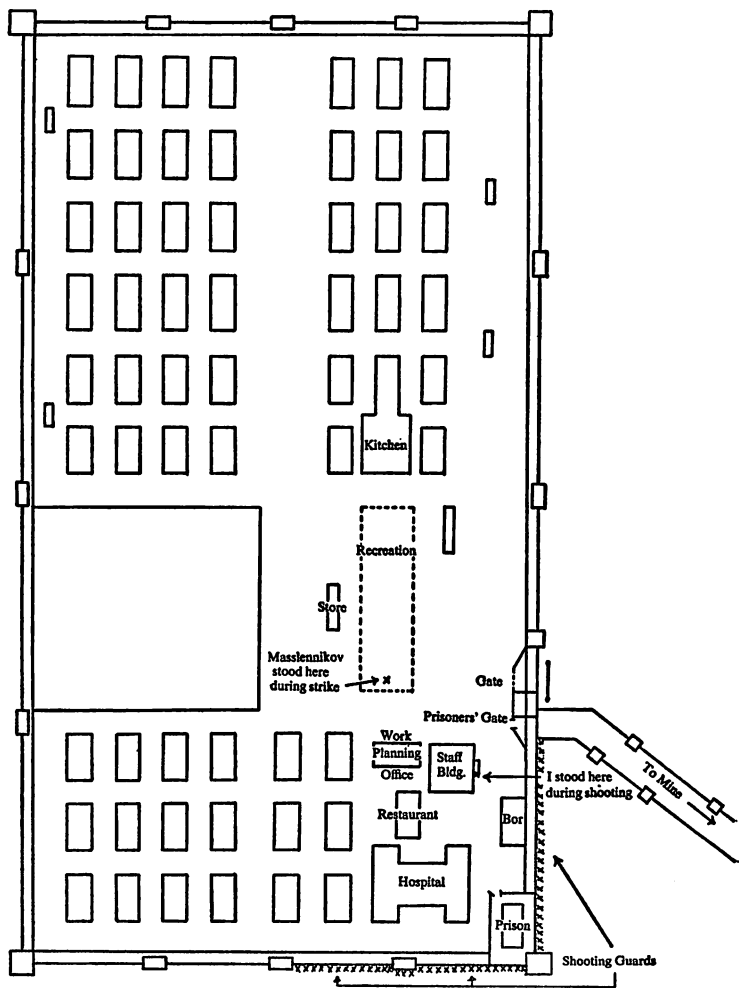 Kitchen
Recreation
Store
Masslennikov
stood here
during strike
Gate
Prisoners' Gate
Work
Planning
Office
Staff
Bldg.
I stood here
during shooting
To Mine
Restaurant
Bor
Hospital
Prison
Shooting Guards